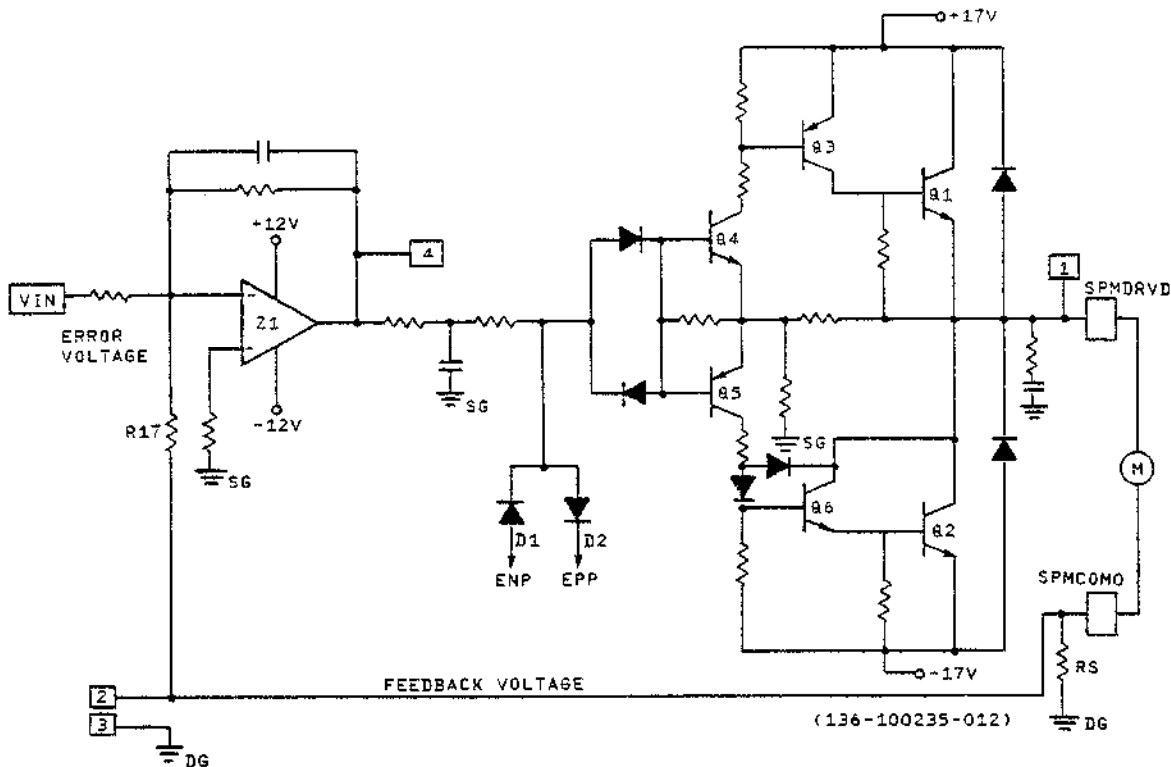 +17V
Q3
Q1
+12V
4
Q4
1
SPMDRVD
VIN
-
Z1
-
ERROR
VOLTAGE
Q5
SG
R17
-12V
SG
SG
M
Q6
Q2
D1
D2
ENP
EPP
SPMCOMO
RS
-17V
FEEDBACK VOLTAGE
2
3
(136-100235-012)
DG
DG